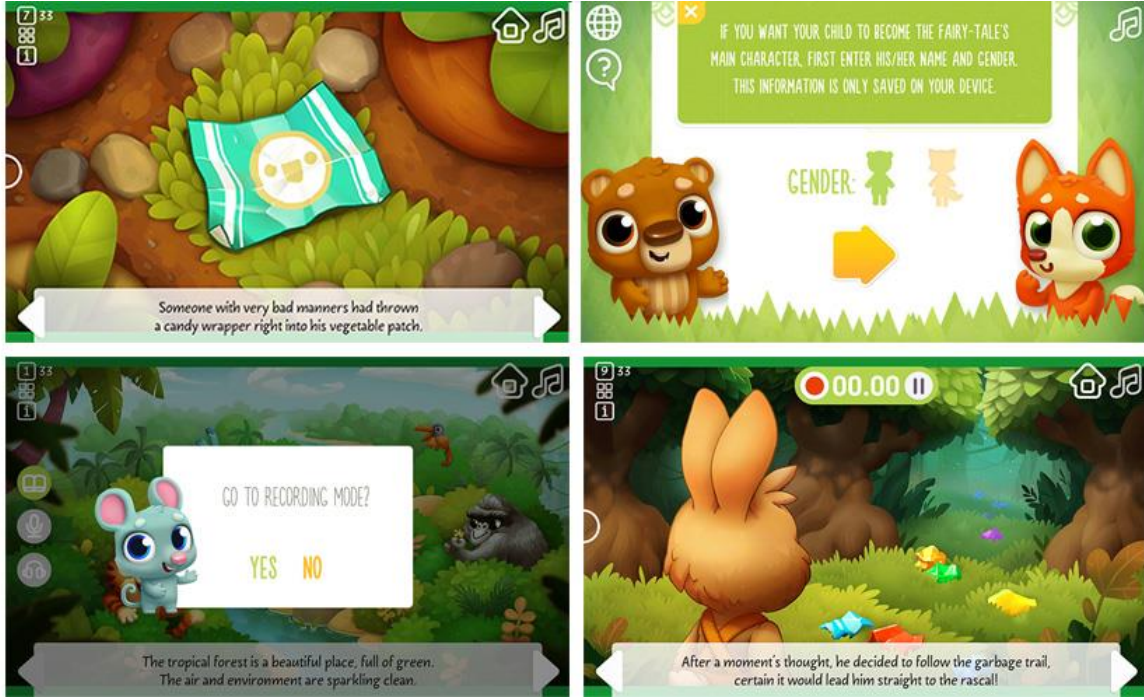 7 33
1
Someone with very bad manners had thrown
a candy wrapper right into his vegetable patch.
IF YOU WANT YOUR CHILD TO BECOME THE FAIRY-TALE'S
MAIN CHARACTER, FIRST ENTER HIS/HER NAME AND GENDER.
THIS INFORMATION IS ONLY SAVED ON YOUR DEVICE.
?
GENDER:
1 33
1
GO TO RECORDING MODE?
YES NO
The tropical forest is a beautiful place, full of green.
The air and environment are sparkling clean.
9 33
1
00.00
After a moment's thought, he decided to follow the garbage trail,
certain it would lead him straight to the rascal!